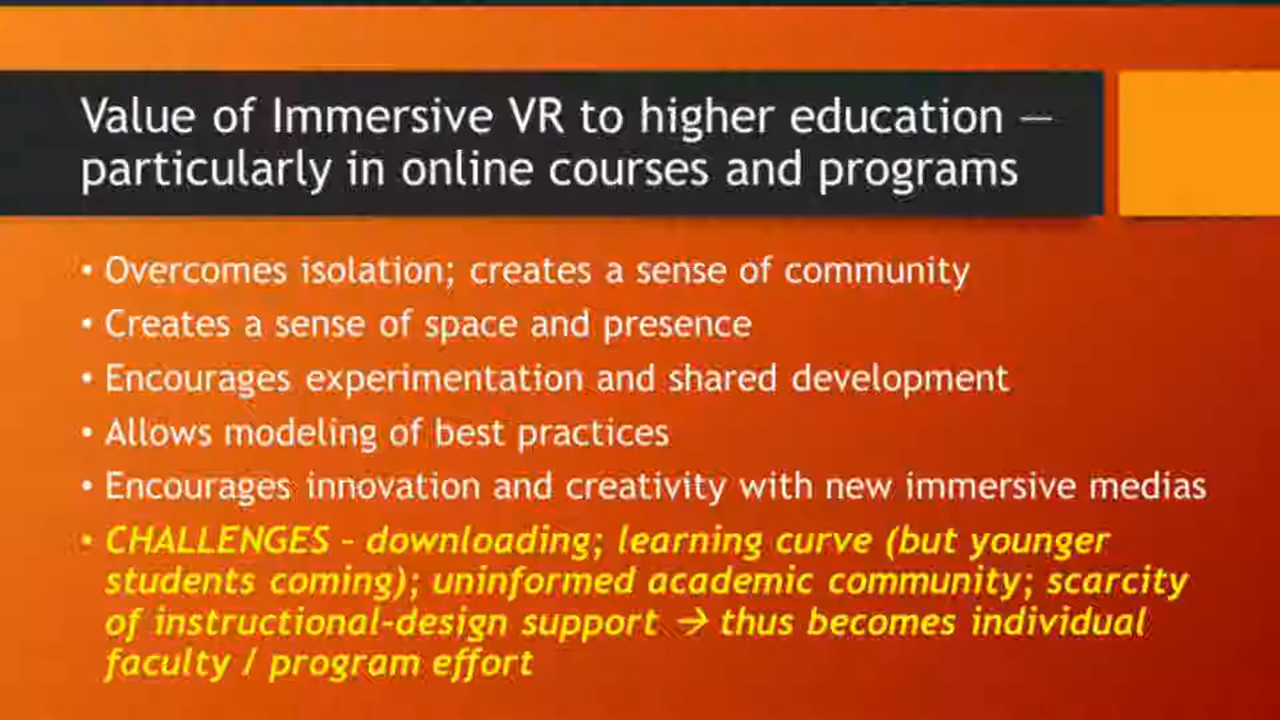 Value of Immersive VR to higher education —
particularly in online courses and programs
• Overcomes isolation; creates a sense of community
• Creates a sense of space and presence
• Encourages experimentation and shared development
• Allows modeling of best practices
• Encourages innovation and creativity with new immersive medias
• CHALLENGES – downloading; learning curve (but younger
students coming); uninformed academic community; scarcity
of instructional-design support → thus becomes individual
faculty / program effort